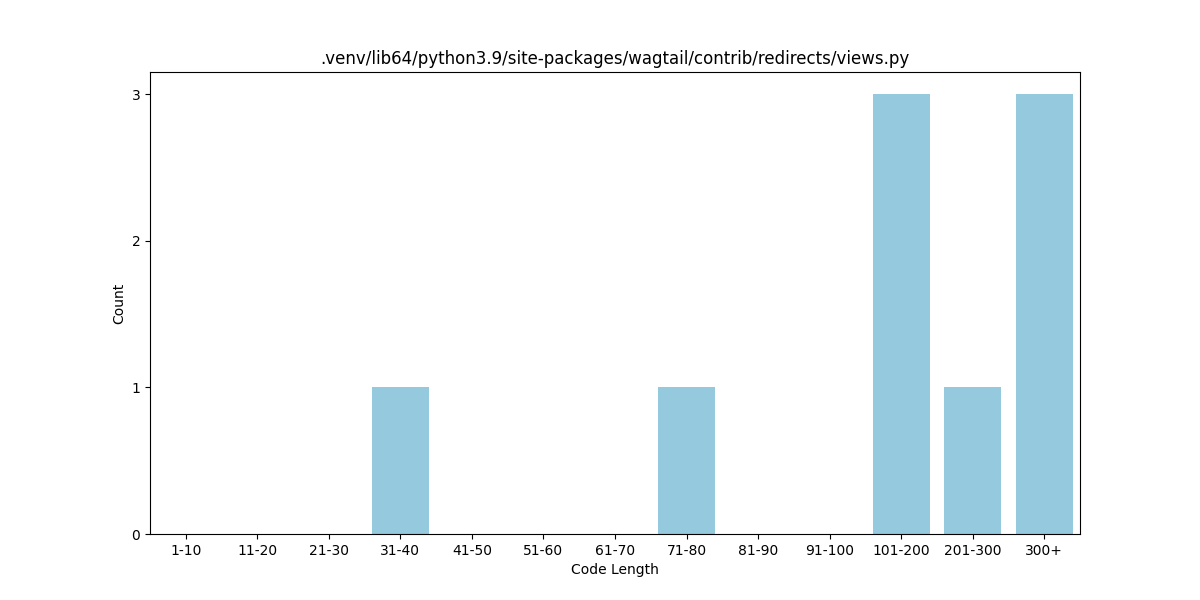 .venv/lib64/python3.9/site-packages/wagtail/contrib/redirects/views.py
3
2
1
0
Count
1-10 11-20 21-30 31-40 41-50 51-60 61-70 71-80 81-90 91-100 101-200 201-300 300+
Code Length